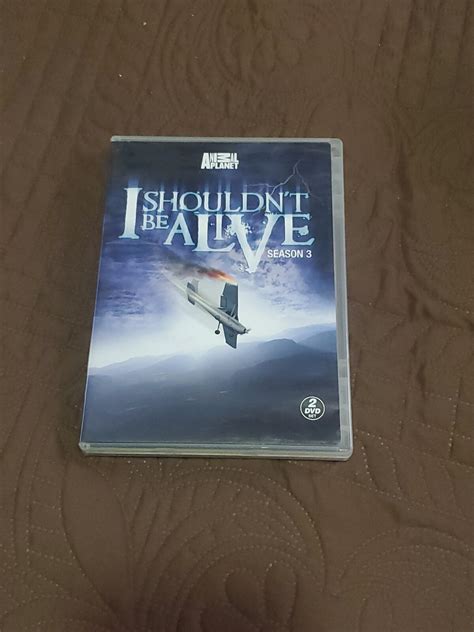 ANIMAL
PLANET
I SHOULDN'T
BE ALIVE
SEASON 3
2
DVD
SET